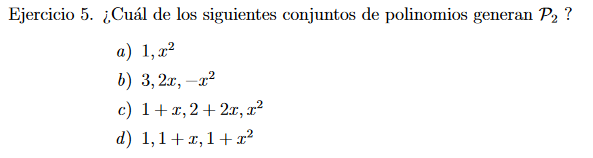 Ejercicio 5. ¿Cuál de los siguientes conjuntos de polinomios generan 𝒫₂ ?
a) 1, x²
b) 3, 2x, −x²
c) 1 + x, 2 + 2x, x²
d) 1, 1 + x, 1 + x²